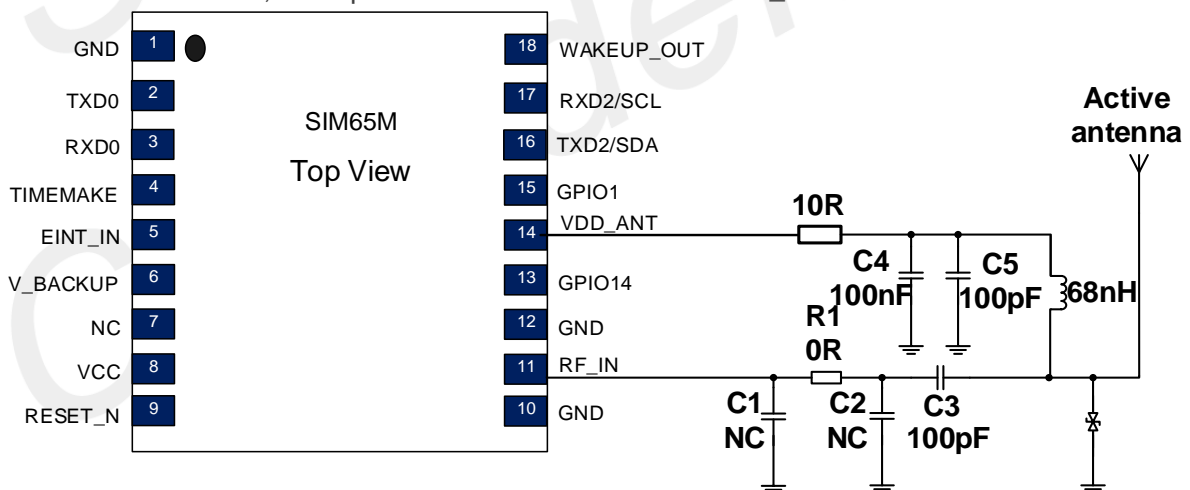 GND 1
TXD0 2
RXD0 3
TIMEMAKE 4
EINT_IN 5
V_BACKUP 6
NC 7
VCC 8
RESET_N 9
SIM65M
Top View
18 WAKEUP_OUT
17 RXD2/SCL
16 TXD2/SDA
15 GPIO1
14 VDD_ANT
13 GPIO14
12 GND
11 RF_IN
10 GND
Active
antenna
10R
C4
100nF
C5
100pF
68nH
R1
0R
C1
NC
C2
NC
C3
100pF